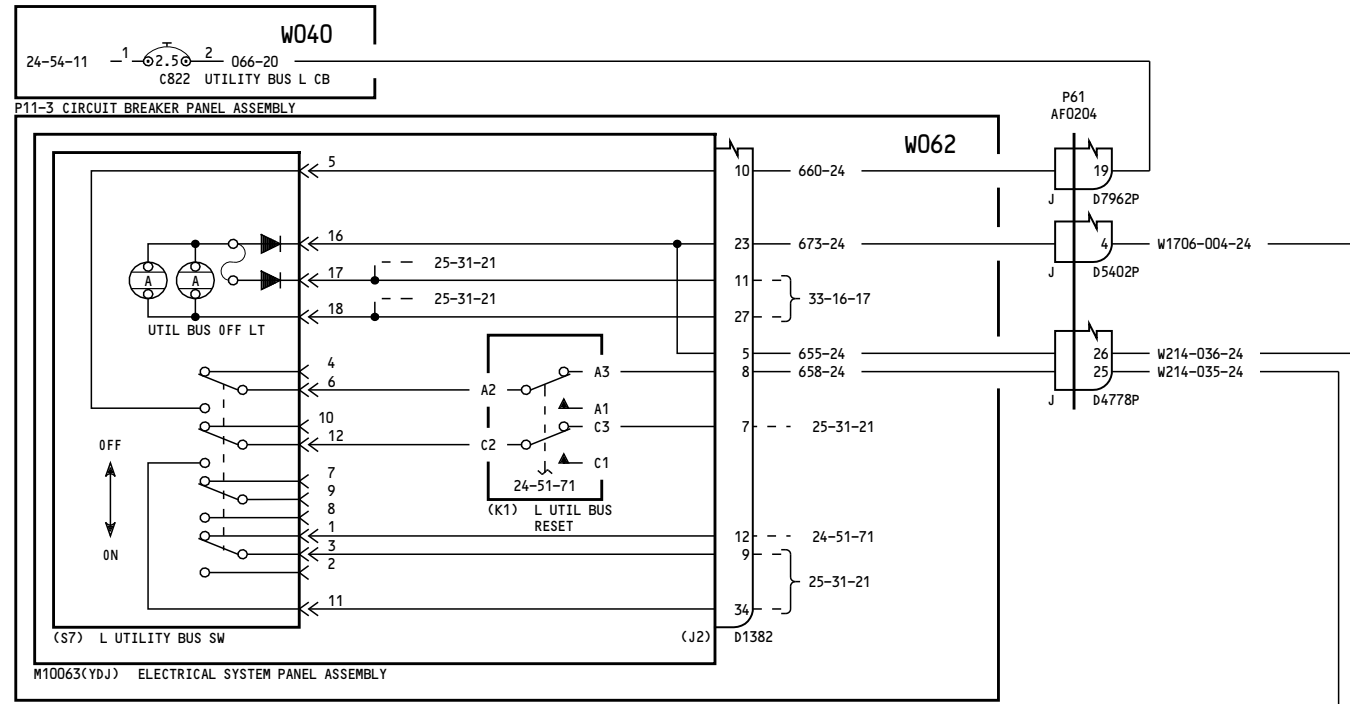 W040
24-54-11 1 2.5 2 066-20
C822 UTILITY BUS L CB
P11-3 CIRCUIT BREAKER PANEL ASSEMBLY
P61
AF0204
W062
5 10 660-24 19
J D7962P
16 23 673-24 4 W1706-004-24
J D5402P
25-31-21
17 11
A A
25-31-21
33-16-17
18 27
UTIL BUS OFF LT
5 655-24 26 W214-036-24
4 A3 8 658-24 25 W214-035-24
6 A2
J D4778P
A1
10 C3 7 25-31-21
12 C2
OFF
C1
7
24-51-71
9
(K1) L UTIL BUS
RESET
8
1 12 24-51-71
ON
3 9
2
25-31-21
11 34
(S7) L UTILITY BUS SW
(J2) D1382
M10063(YDJ) ELECTRICAL SYSTEM PANEL ASSEMBLY